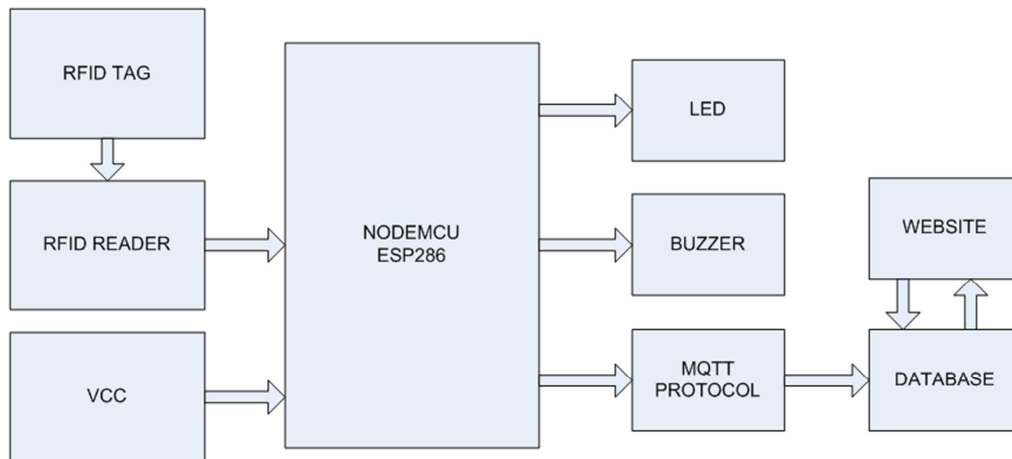 RFID TAG
RFID READER
VCC
NODEMCU
ESP286
LED
BUZZER
MQTT
PROTOCOL
WEBSITE
DATABASE